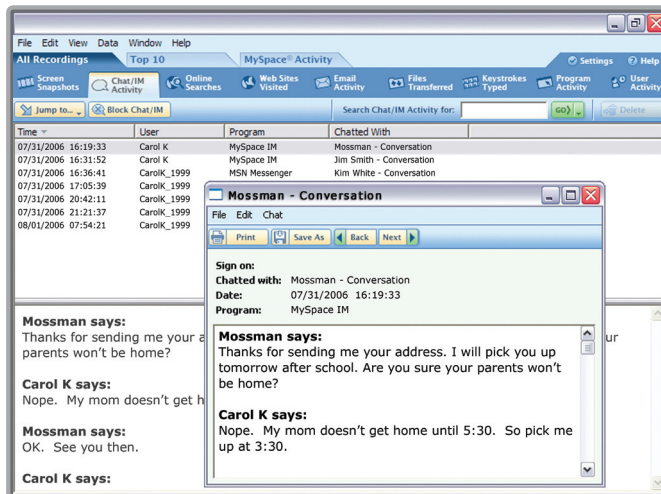 File Edit View Data Window Help
All Recordings Top 10 MySpace® Activity Settings Help
Screen Snapshots Chat/IM Activity Online Searches Web Sites Visited Email Activity Files Transferred Keystrokes Typed Program Activity User Activity
Jump to... Block Chat/IM Search Chat/IM Activity for: GO Delete
Time User Program Chatted With
07/31/2006 16:19:33 Carol K MySpace IM Mossman - Conversation
07/31/2006 16:31:52 Carol K MySpace IM Jim Smith - Conversation
07/31/2006 16:36:41 CarolK_1999 MSN Messenger Kim White - Conversation
07/31/2006 17:05:39 CarolK_1999
07/31/2006 20:42:11 CarolK_1999
07/31/2006 21:21:37 CarolK_1999
08/01/2006 07:54:21 CarolK_1999
Mossman says:
Thanks for sending me your a
ur
parents won't be home?
Carol K says:
Nope. My mom doesn't get h
Mossman says:
OK. See you then.
Carol K says:
Mossman - Conversation
File Edit Chat
Print Save As Back Next
Sign on:
Chatted with: Mossman - Conversation
Date: 07/31/2006 16:19:33
Program: MySpace IM
Mossman says:
Thanks for sending me your address. I will pick you up
tomorrow after school. Are you sure your parents won't
be home?
Carol K says:
Nope. My mom doesn't get home until 5:30. So pick me
up at 3:30.